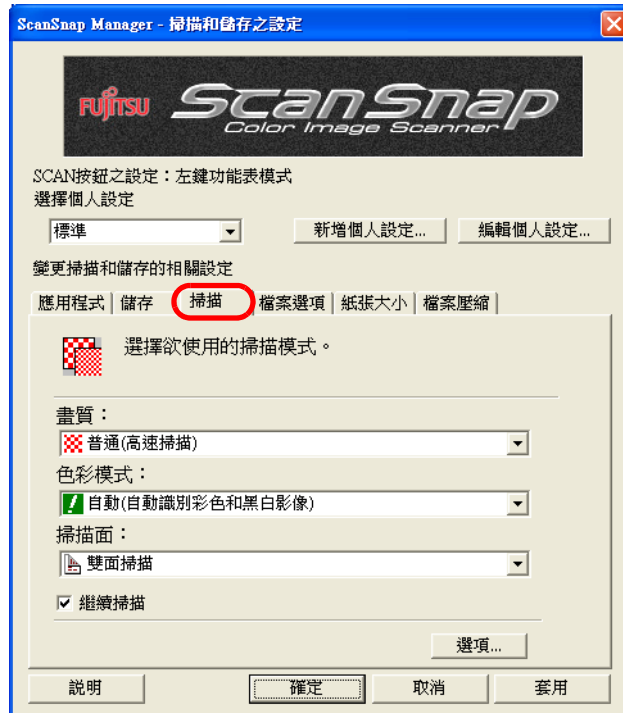 ScanSnap Manager - 掃描和儲存之設定
FUJITSU ScanSnap
Color Image Scanner
SCAN按鈕之設定：左鍵功能表模式
選擇個人設定
標準 新增個人設定... 編輯個人設定...
變更掃描和儲存的相關設定
應用程式 儲存 掃描 檔案選項 紙張大小 檔案壓縮
選擇欲使用的掃描模式。
畫質：
普通(高速掃描)
色彩模式：
自動(自動識別彩色和黑白影像)
掃描面：
雙面掃描
繼續掃描
選項...
說明 確定 取消 套用